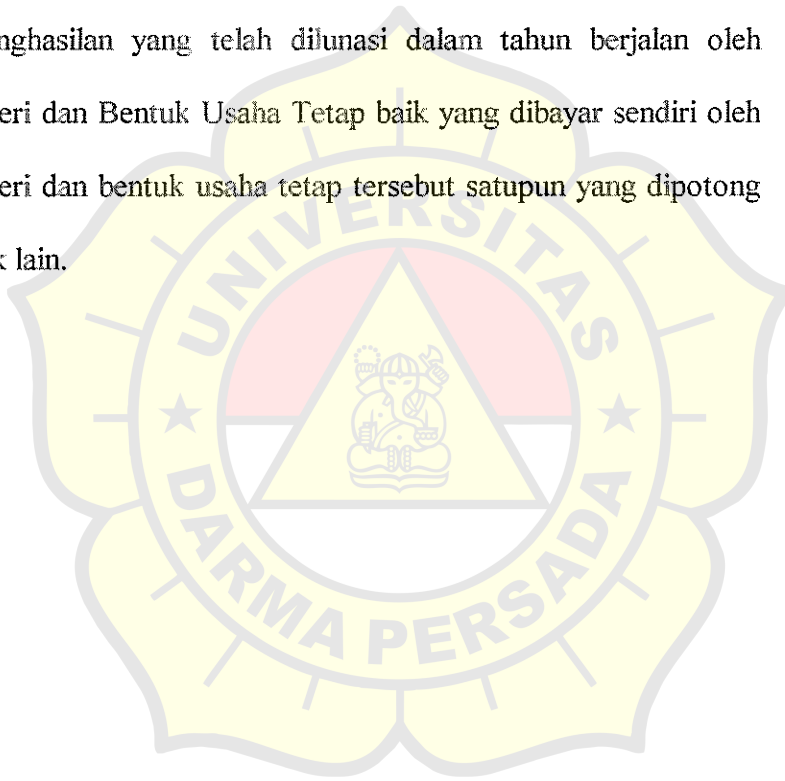 nghasilan yang telah dilunasi dalam tahun berjalan oleh
eri dan Bentuk Usaha Tetap baik yang dibayar sendiri oleh
eri dan bentuk usaha tetap tersebut satupun yang dipotong
k lain.
UNIVERSITAS
DARMA PERSADA